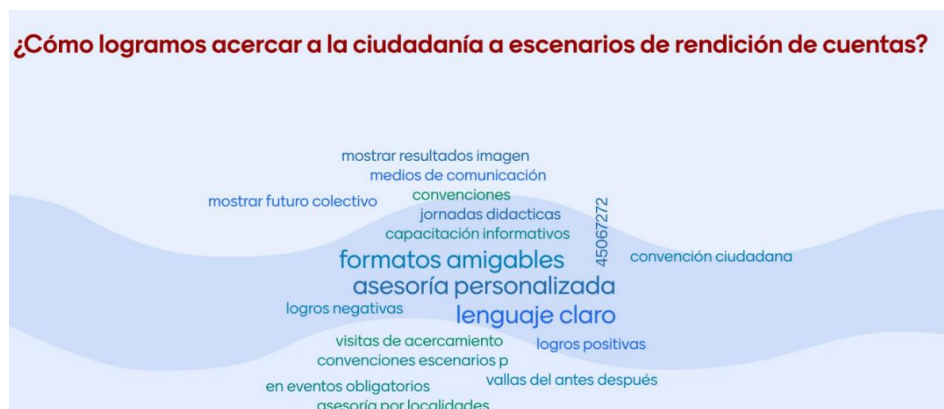 ¿Cómo logramos acercar a la ciudadanía a escenarios de rendición de cuentas?
mostrar resultados imagen
medios de comunicación
convenciones
mostrar futuro colectivo
jornadas didacticas
45067272
capacitación informativos
convención ciudadana
formatos amigables
asesoría personalizada
logros negativas
lenguaje claro
visitas de acercamiento
logros positivas
convenciones escenarios p
vallas del antes después
en eventos obligatorios
asesoría por localidades